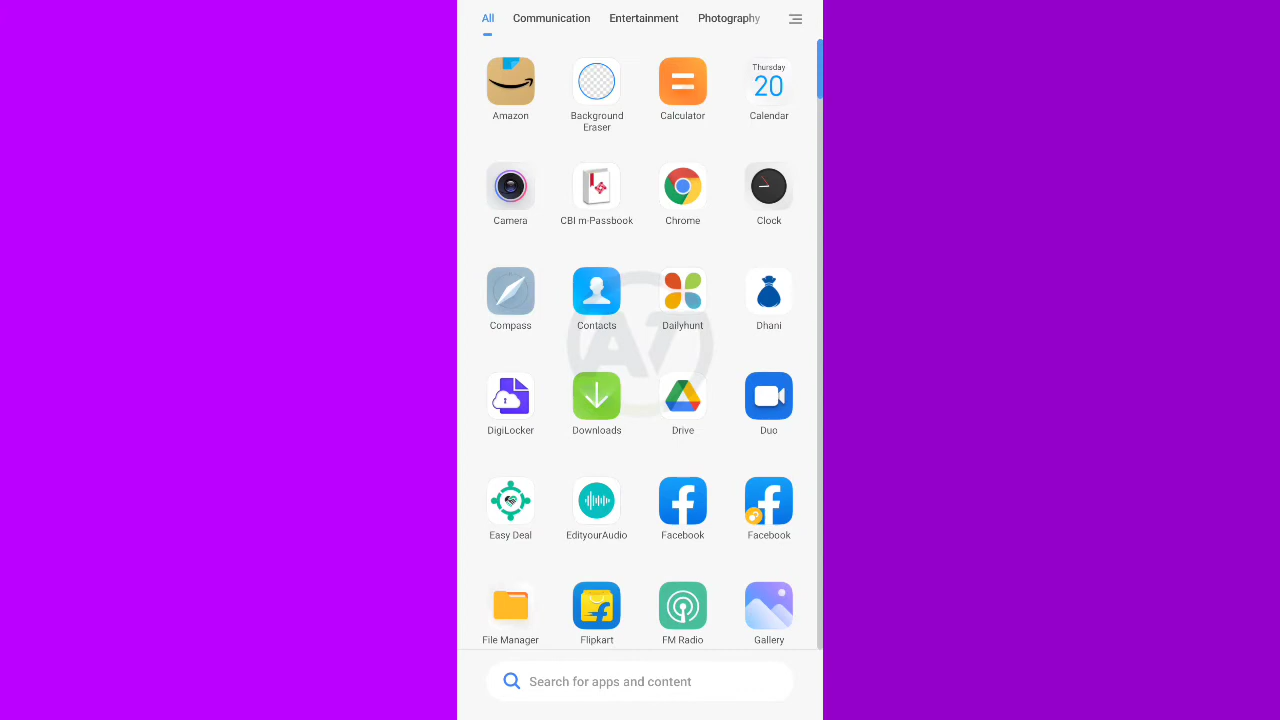 All Communication Entertainment Photography
Thursday
20
Amazon Background Eraser Calculator Calendar
Camera CBI m-Passbook Chrome Clock
Compass Contacts Dailyhunt Dhani
A7
DigiLocker Downloads Drive Duo
Easy Deal EdityourAudio Facebook Facebook
File Manager Flipkart FM Radio Gallery
Search for apps and content